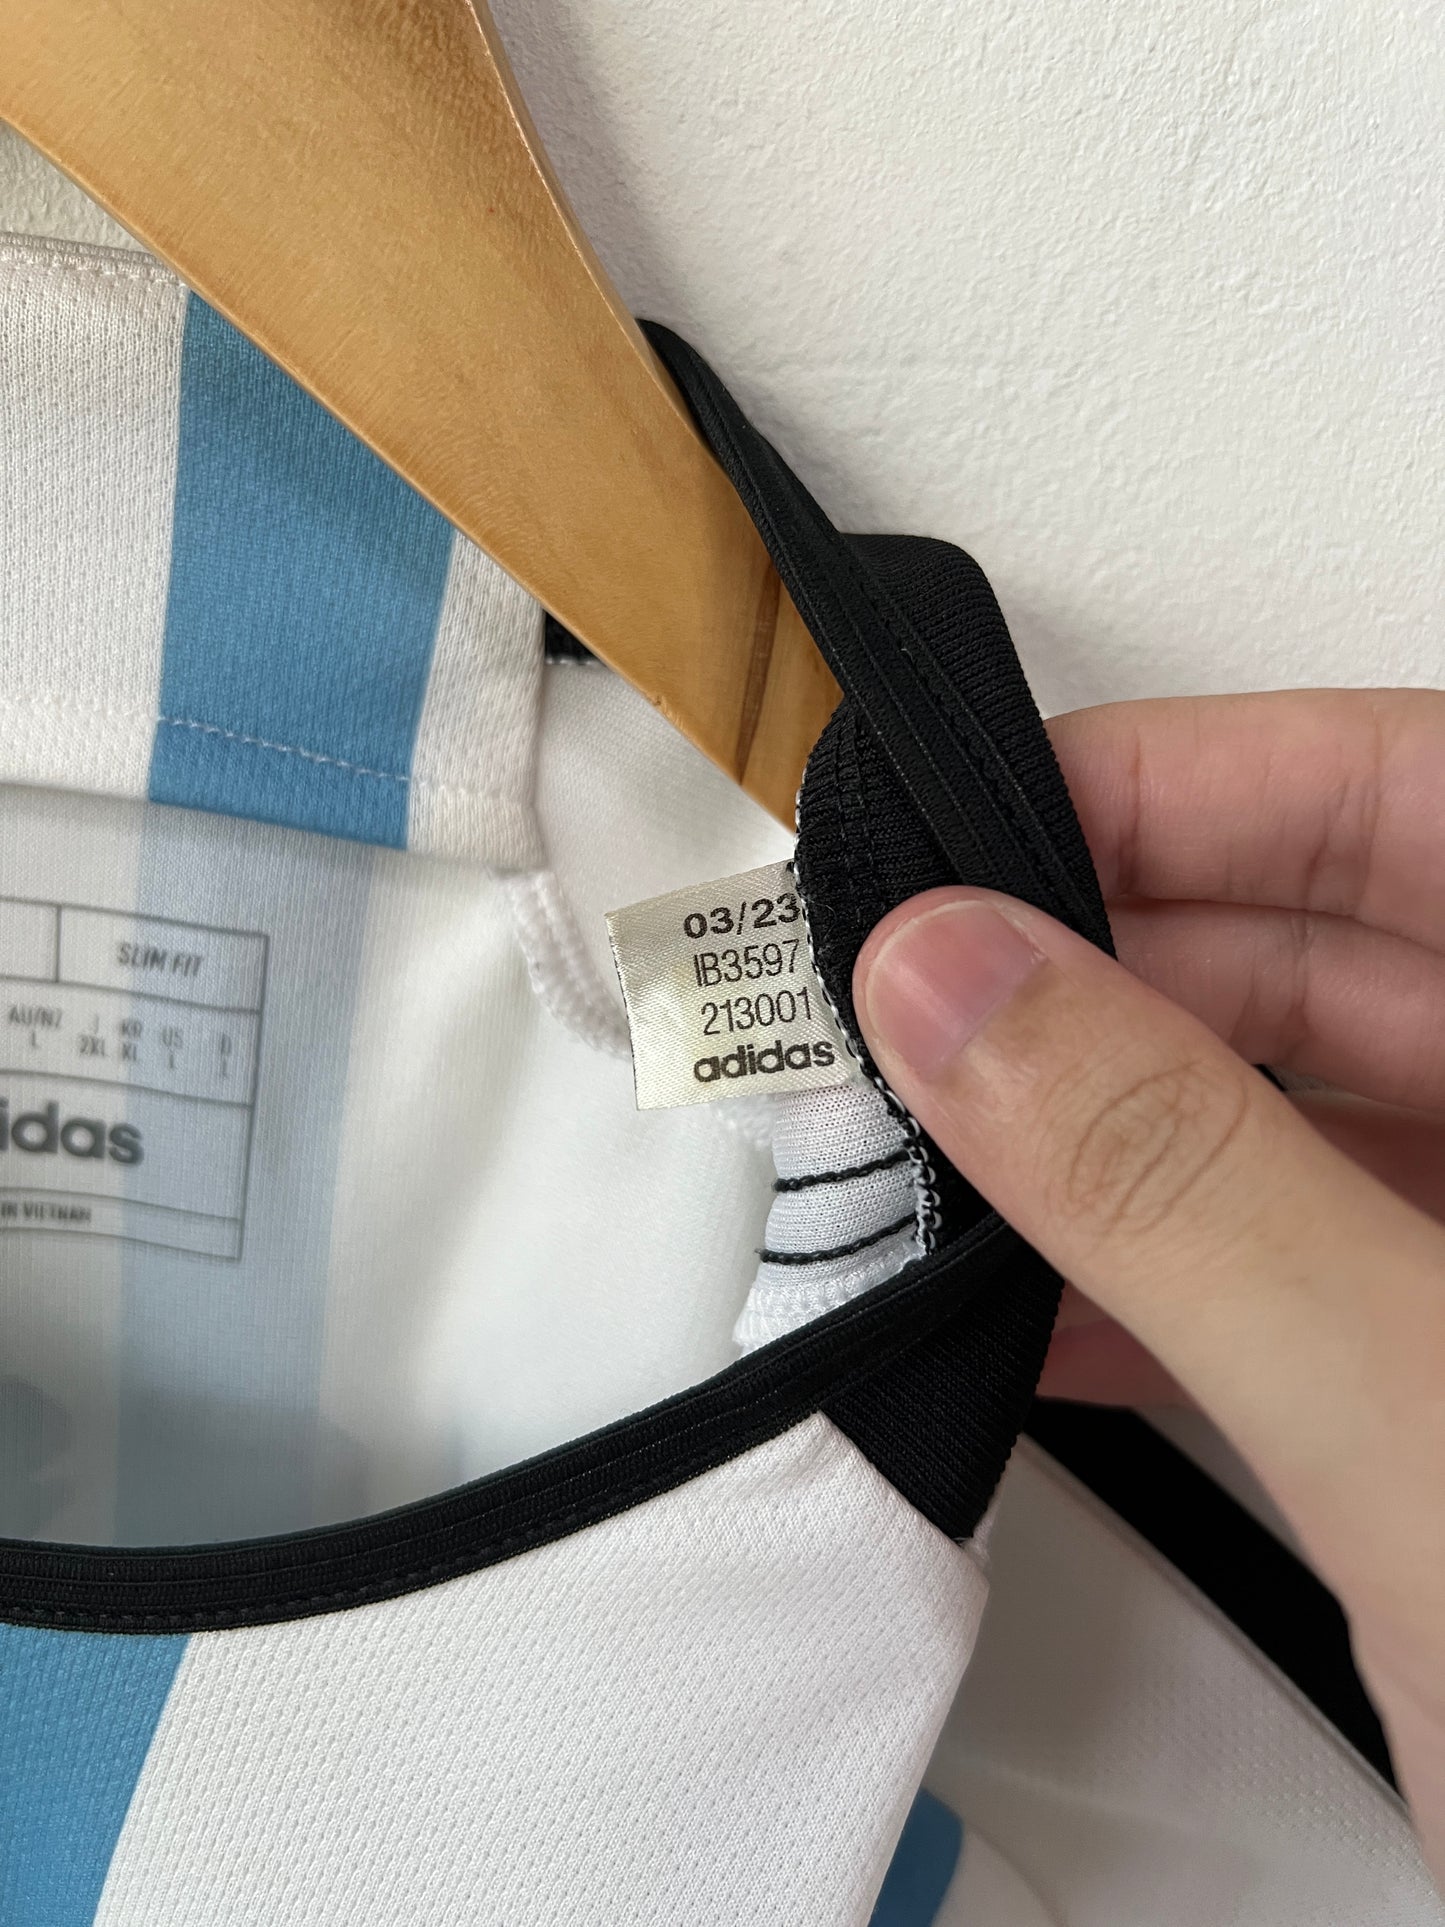 03/23
IB3597
213001
adidas
SLIM FIT
AU/NZ J KR US D
L 2XL XL L L
idas
IN VIETNAM